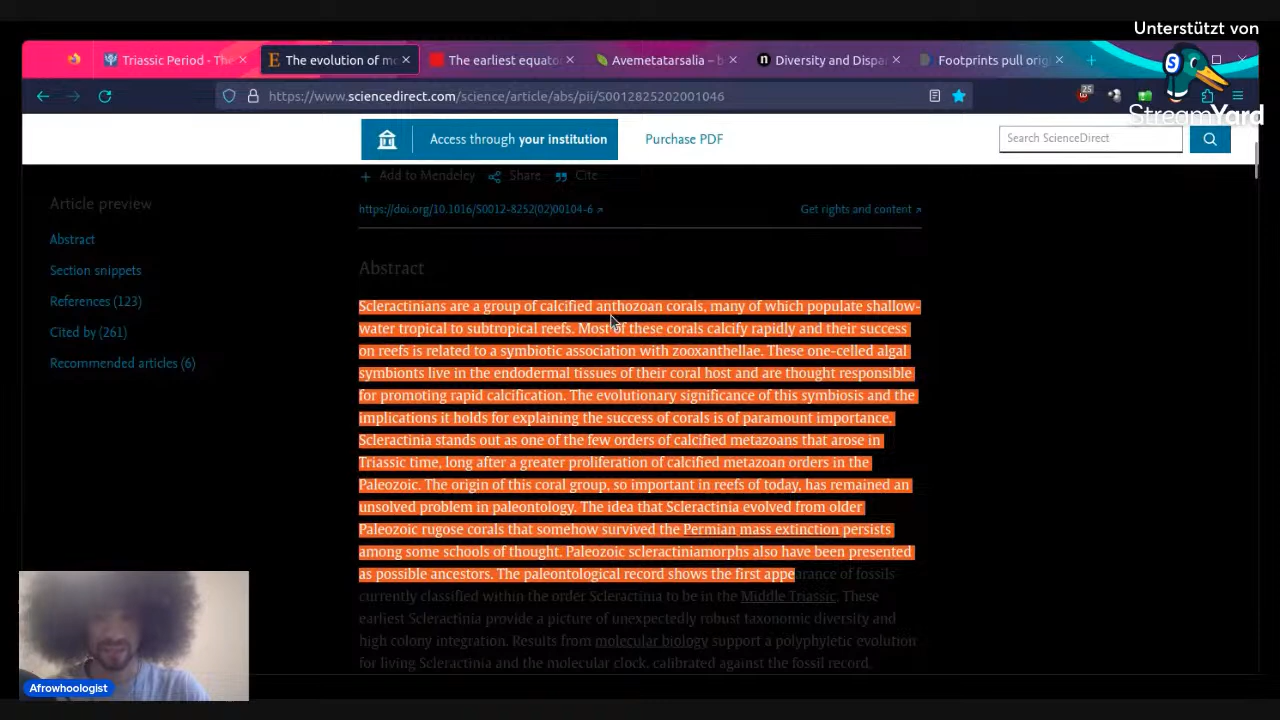 Unterstützt von
StreamYard
Triassic Period - The
The evolution of mo
The earliest equato
Avemetatarsalia – b
Diversity and Dispa
Footprints pull orig
https://www.sciencedirect.com/science/article/abs/pii/S0012825202001046
25
Access through your institution
Purchase PDF
Search ScienceDirect
Add to Mendeley
Share
Cite
https://doi.org/10.1016/S0012-8252(02)00104-6
Get rights and content
Article preview
Abstract
Section snippets
References (123)
Cited by (261)
Recommended articles (6)
Abstract
Scleractinians are a group of calcified anthozoan corals, many of which populate shallow-
water tropical to subtropical reefs. Most of these corals calcify rapidly and their success
on reefs is related to a symbiotic association with zooxanthellae. These one-celled algal
symbionts live in the endodermal tissues of their coral host and are thought responsible
for promoting rapid calcification. The evolutionary significance of this symbiosis and the
implications it holds for explaining the success of corals is of paramount importance.
Scleractinia stands out as one of the few orders of calcified metazoans that arose in
Triassic time, long after a greater proliferation of calcified metazoan orders in the
Paleozoic. The origin of this coral group, so important in reefs of today, has remained an
unsolved problem in paleontology. The idea that Scleractinia evolved from older
Paleozoic rugose corals that somehow survived the Permian mass extinction persists
among some schools of thought. Paleozoic scleractiniamorphs also have been presented
as possible ancestors. The paleontological record shows the first appearance of fossils
currently classified within the order Scleractinia to be in the Middle Triassic. These
earliest Scleractinia provide a picture of unexpectedly robust taxonomic diversity and
high colony integration. Results from molecular biology support a polyphyletic evolution
for living Scleractinia and the molecular clock, calibrated against the fossil record,
Afrowhoologist